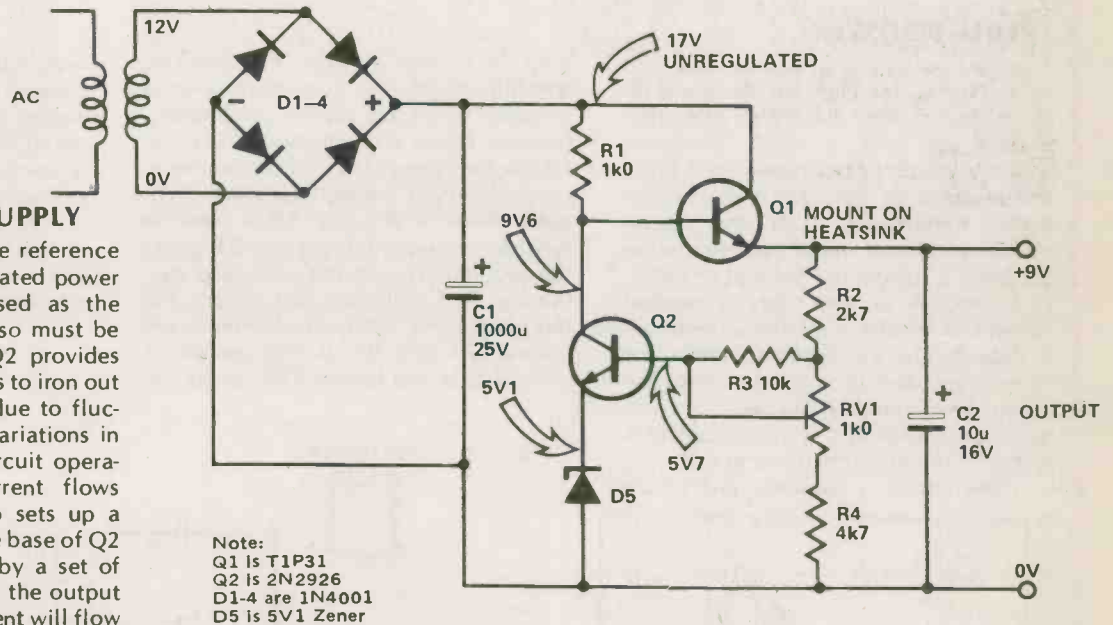 12V
AC
D1–4
–
+
0V
17V
UNREGULATED
R1
1k0
Q1 MOUNT ON
HEATSINK
9V6
+9V
+
C1
1000u
25V
Q2
R2
2k7
5V1
R3 10k
RV1
1k0
+
C2
10u
16V
OUTPUT
5V7
D5
R4
4k7
0V
Note:
Q1 is T1P31
Q2 is 2N2926
D1-4 are 1N4001
D5 is 5V1 Zener
UPPLY
e reference
ated power
sed as the
so must be
Q2 provides
s to iron out
lue to fluc-
ariations in
cuit opera-
rent flows
o sets up a
e base of Q2
by a set of
the output
ent will flow